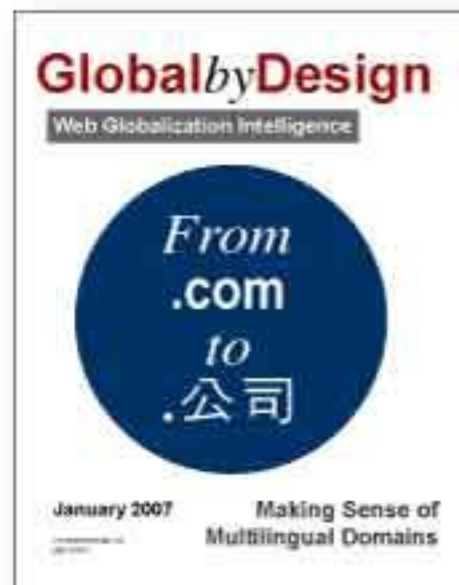 GlobalbyDesign
Web Globalization Intelligence
From
.com
to
.公司
January 2007
Making Sense of
Multilingual Domains